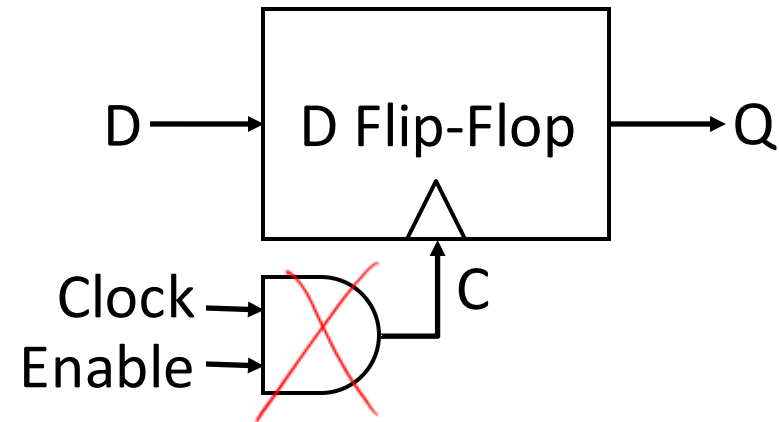 D
D Flip-Flop
Q
Clock
C
Enable